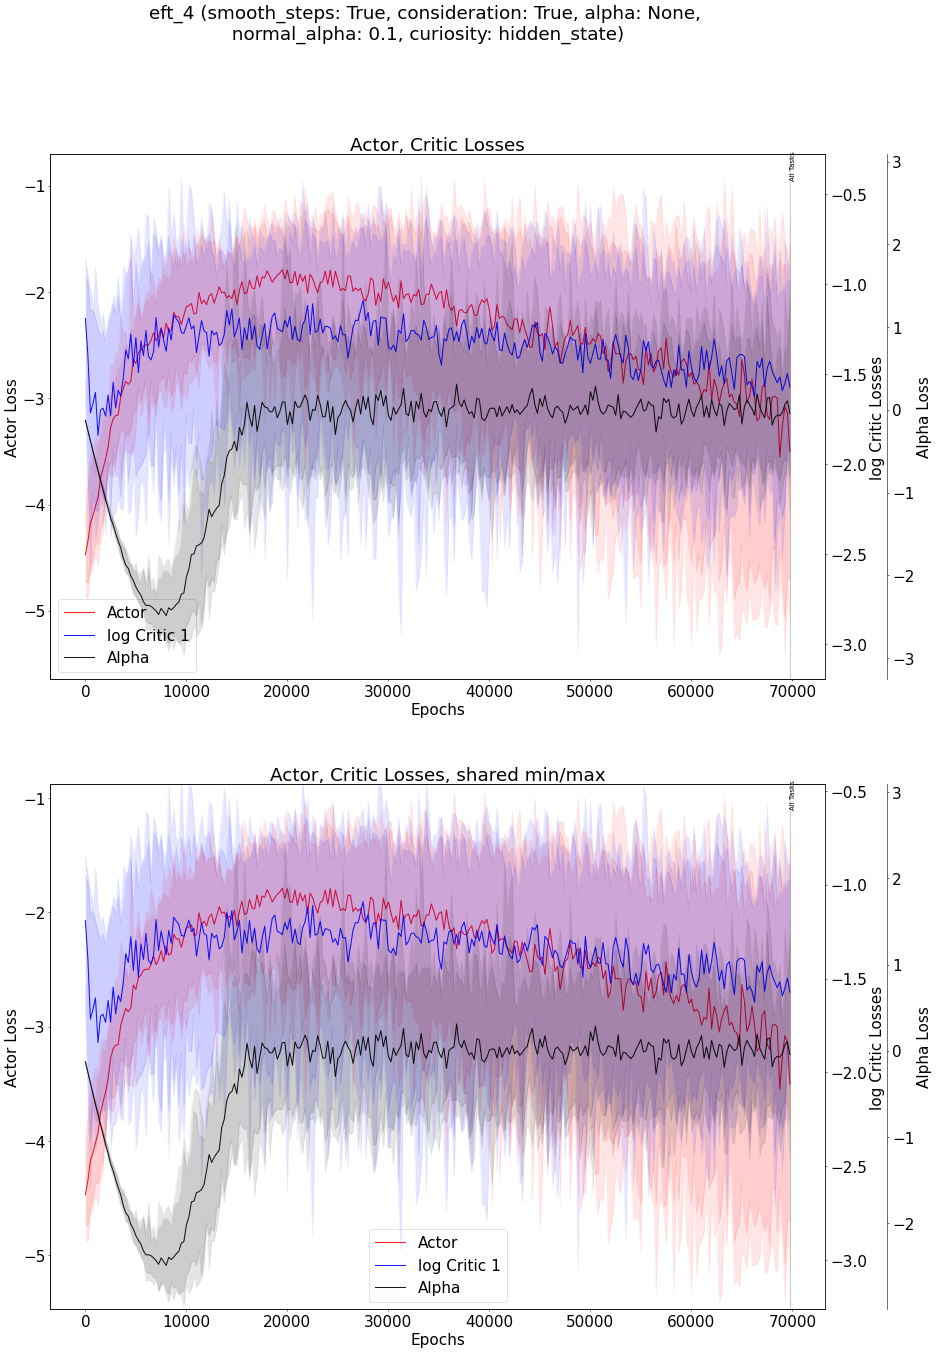 eft_4 (smooth_steps: True, consideration: True, alpha: None,
normal_alpha: 0.1, curiosity: hidden_state)
Actor, Critic Losses
All Tasks
−1
−2
−3
−4
−5
Actor Loss
−0.5
−1.0
−1.5
−2.0
−2.5
−3.0
log Critic Losses
3
2
1
0
−1
−2
−3
Alpha Loss
Actor
log Critic 1
Alpha
0 10000 20000 30000 40000 50000 60000 70000
Epochs
Actor, Critic Losses, shared min/max
All Tasks
−1
−2
−3
−4
−5
Actor Loss
−0.5
−1.0
−1.5
−2.0
−2.5
−3.0
log Critic Losses
3
2
1
0
−1
−2
Alpha Loss
Actor
log Critic 1
Alpha
0 10000 20000 30000 40000 50000 60000 70000
Epochs